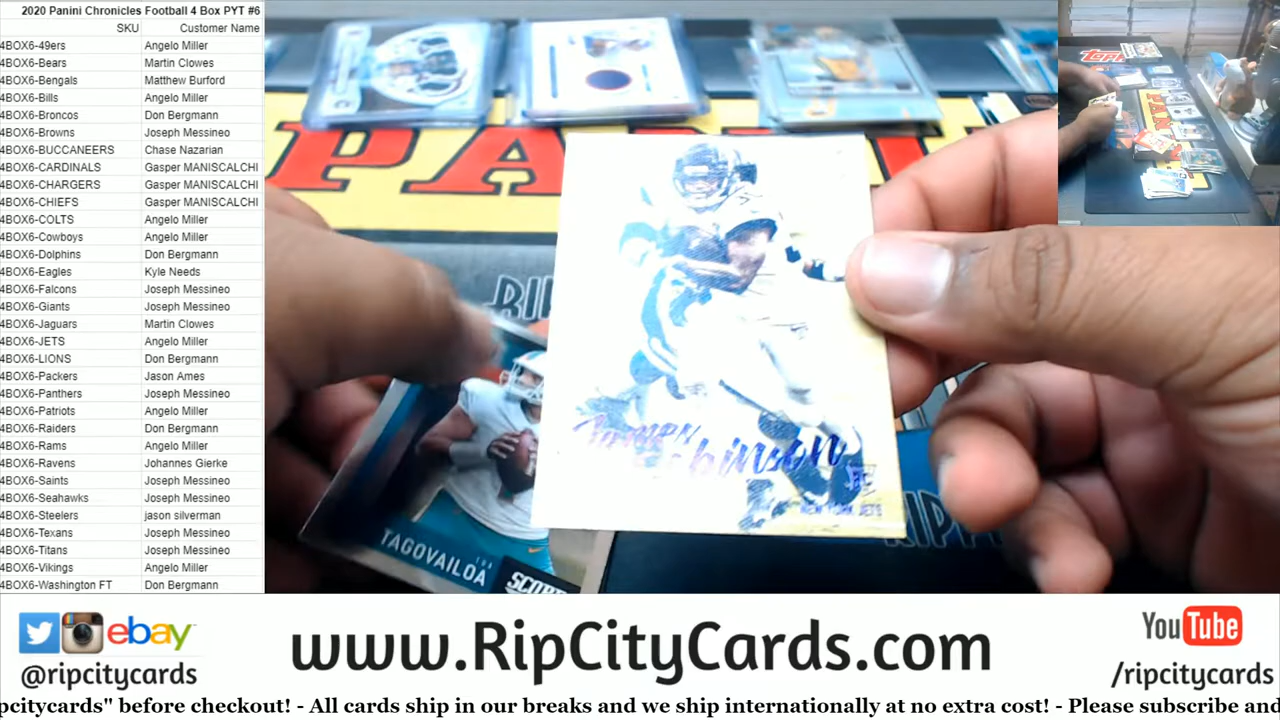 2020 Panini Chronicles Football 4 Box PYT #6
SKU Customer Name
4BOX6-49ers Angelo Miller
4BOX6-Bears Martin Clowes
4BOX6-Bengals Matthew Burford
4BOX6-Bills Angelo Miller
4BOX6-Broncos Don Bergmann
4BOX6-Browns Joseph Messineo
4BOX6-BUCCANEERS Chase Nazarian
4BOX6-CARDINALS Gasper MANISCALCHI
4BOX6-CHARGERS Gasper MANISCALCHI
4BOX6-CHIEFS Gasper MANISCALCHI
4BOX6-COLTS Angelo Miller
4BOX6-Cowboys Angelo Miller
4BOX6-Dolphins Don Bergmann
4BOX6-Eagles Kyle Needs
4BOX6-Falcons Joseph Messineo
4BOX6-Giants Joseph Messineo
4BOX6-Jaguars Martin Clowes
4BOX6-JETS Angelo Miller
4BOX6-LIONS Don Bergmann
4BOX6-Packers Jason Ames
4BOX6-Panthers Joseph Messineo
4BOX6-Patriots Angelo Miller
4BOX6-Raiders Don Bergmann
4BOX6-Rams Angelo Miller
4BOX6-Ravens Johannes Gierke
4BOX6-Saints Joseph Messineo
4BOX6-Seahawks Joseph Messineo
4BOX6-Steelers jason silverman
4BOX6-Texans Joseph Messineo
4BOX6-Titans Joseph Messineo
4BOX6-Vikings Angelo Miller
4BOX6-Washington FT Don Bergmann
PANINI
NEW YORK JETS
TUA
TAGOVAILOA
SCORE
ebay
@ripcitycards
www.RipCityCards.com
YouTube
/ripcitycards
pcitycards" before checkout! - All cards ship in our breaks and we ship internationally at no extra cost! - Please subscribe and